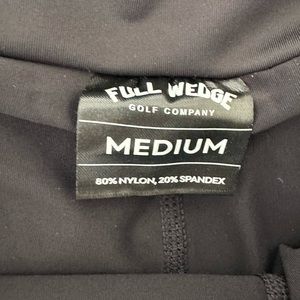 FULL WEDGE
GOLF COMPANY
MEDIUM
80% NYLON, 20% SPANDEX